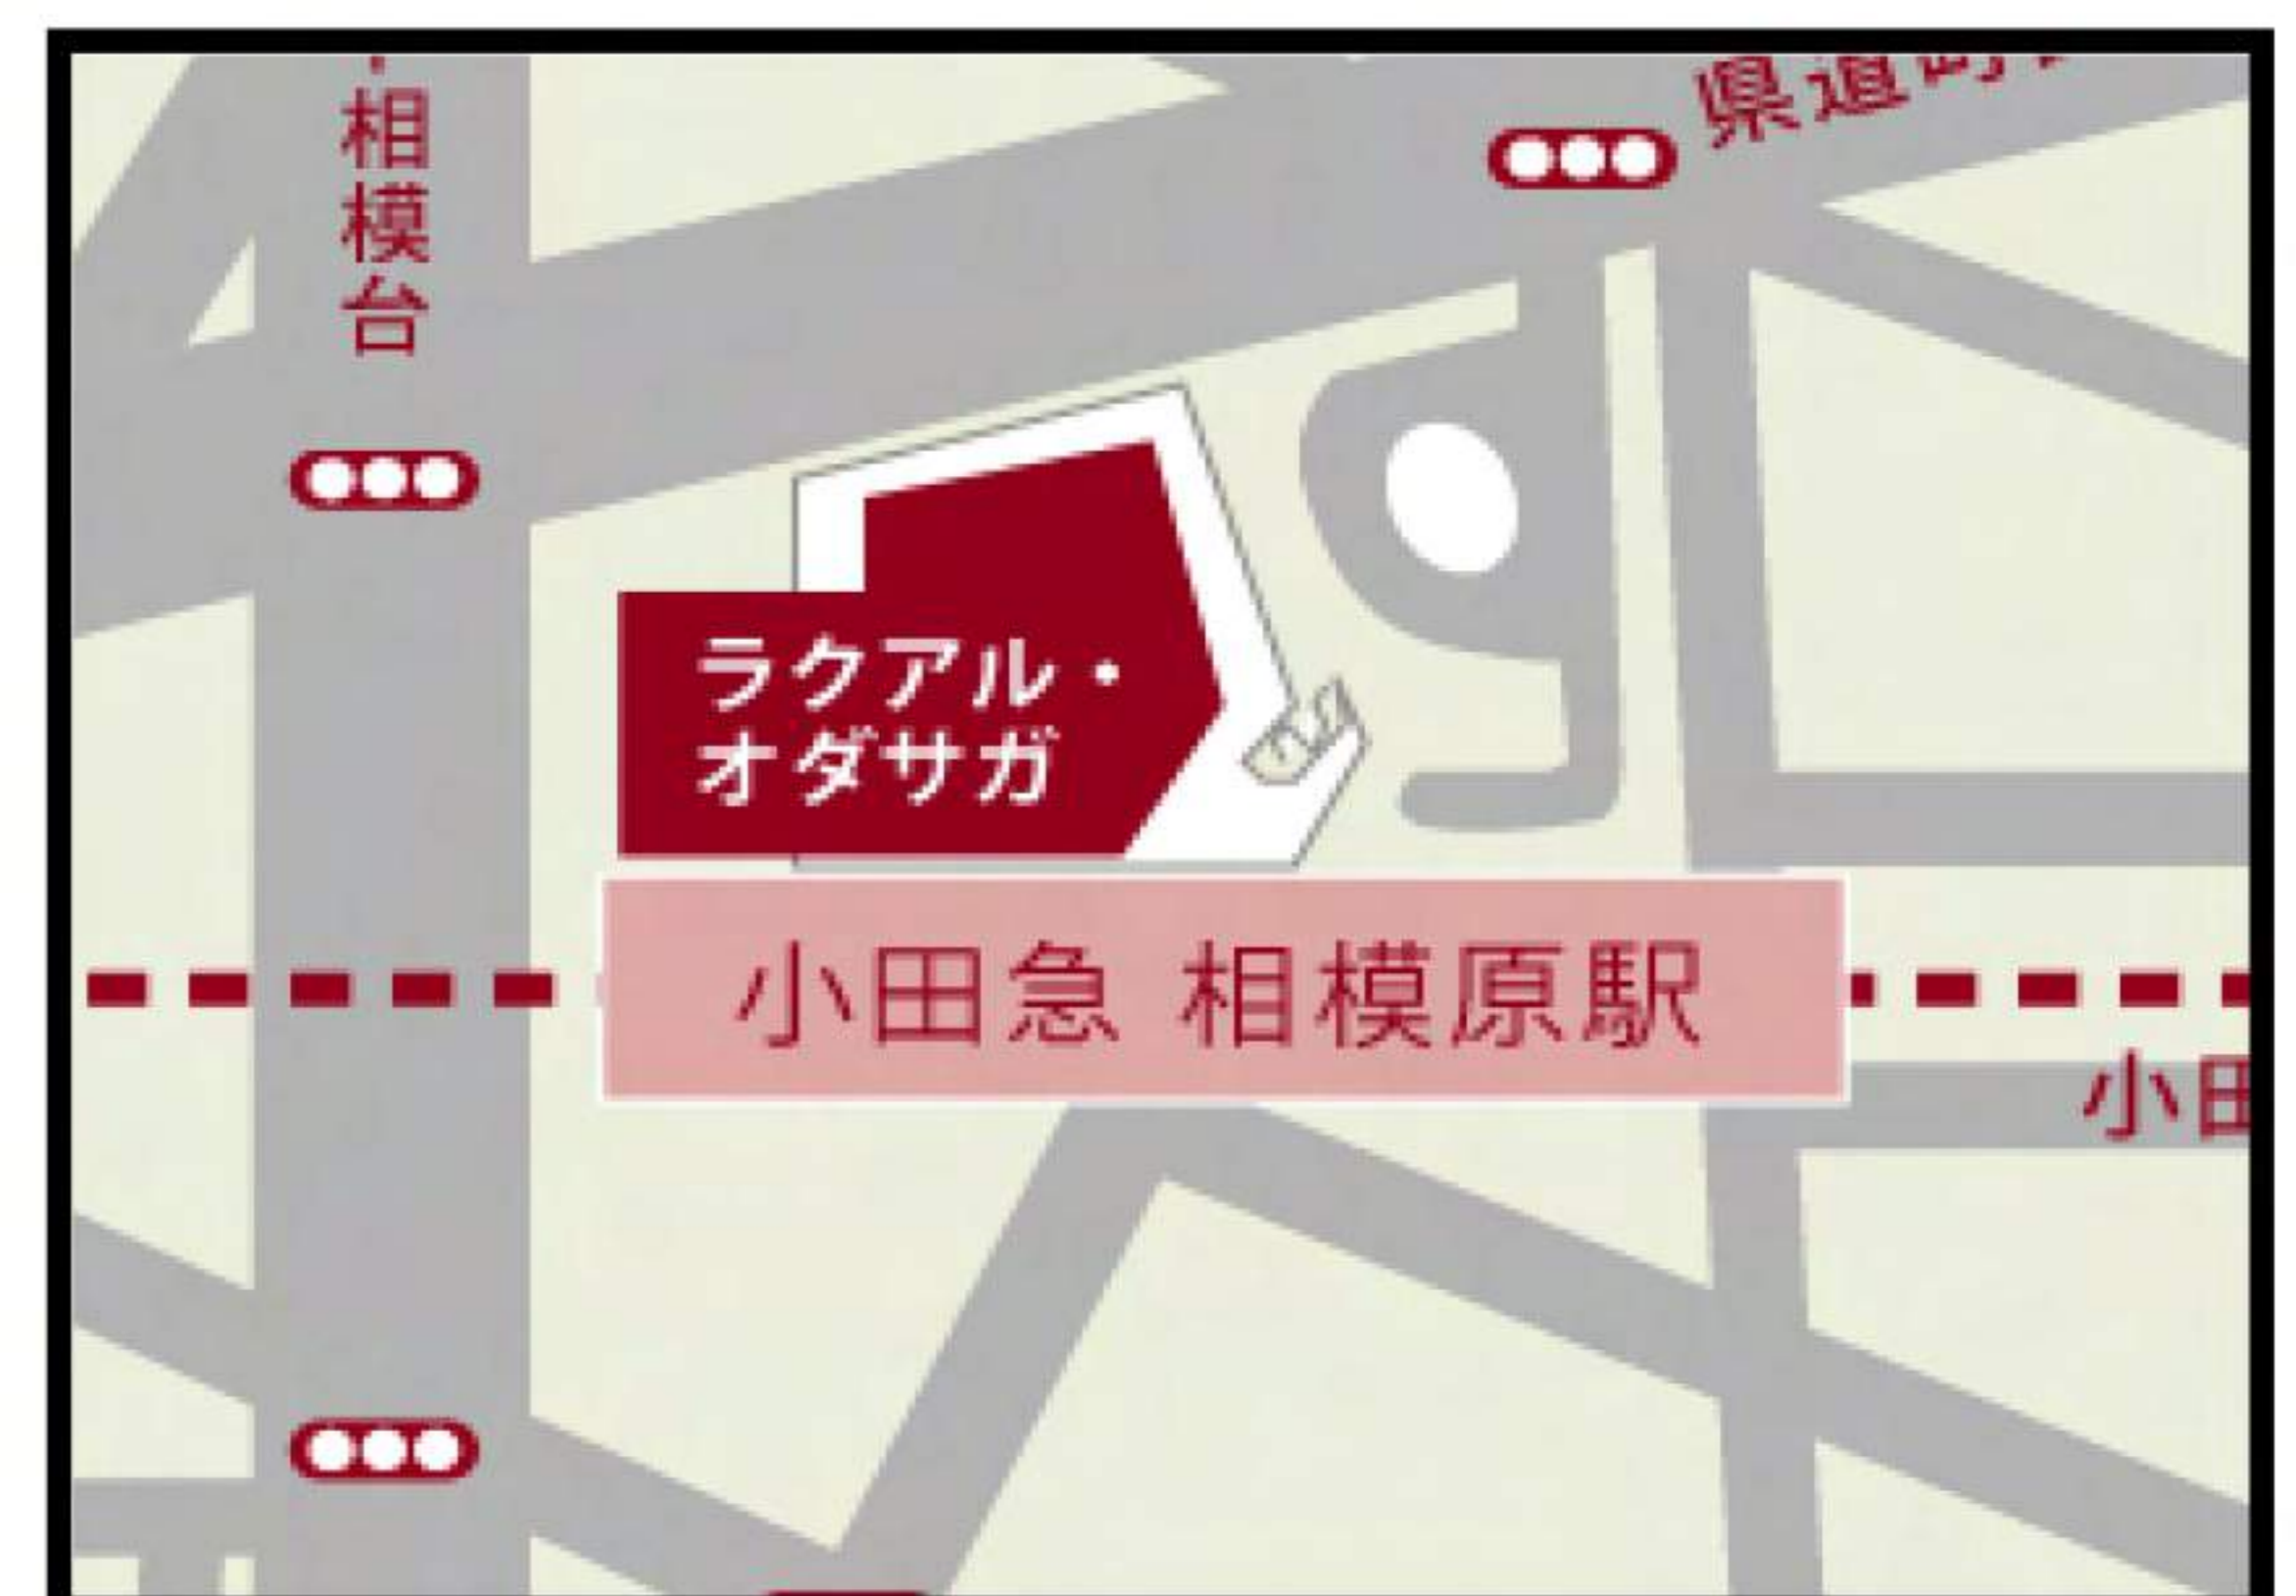 相模台
県道町
ラクアル・
オダサガ
小田急 相模原駅
小田